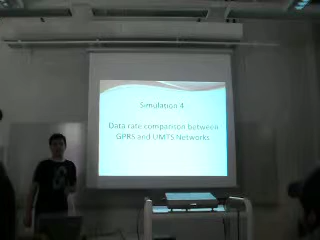 Simulation 4
Data rate comparison between
GPRS and UMTS Networks